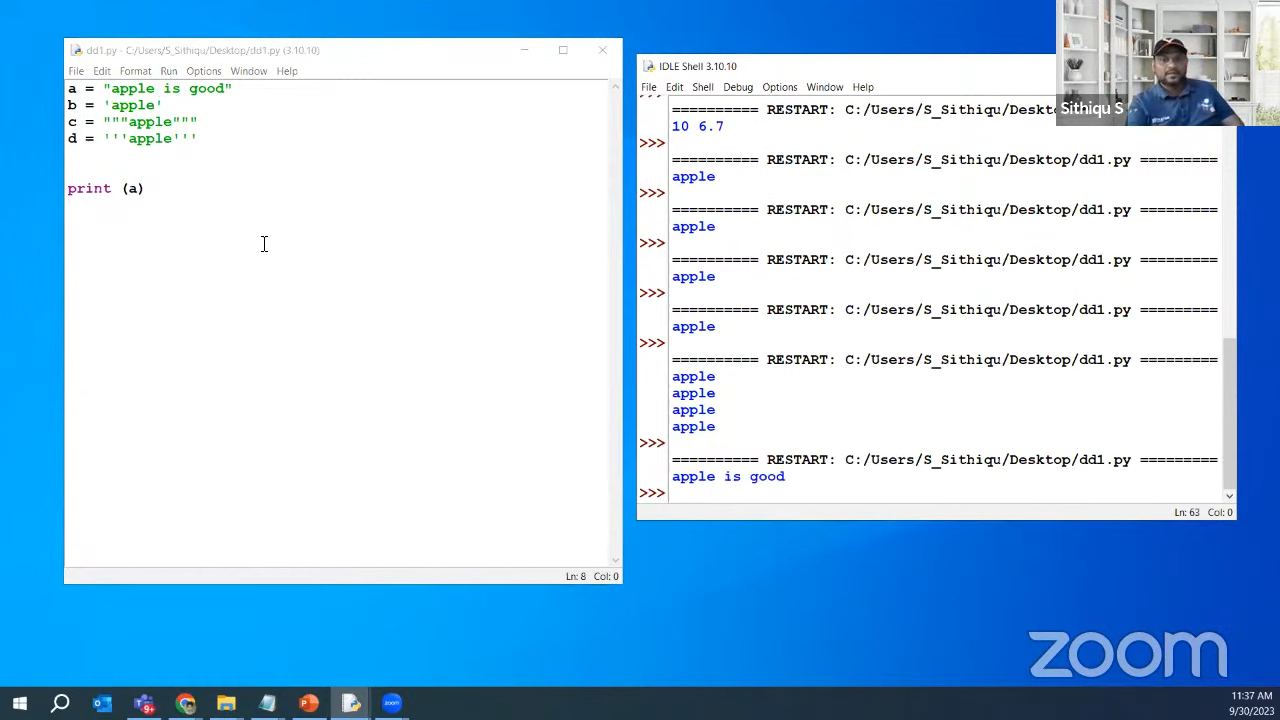 dd1.py - C:/Users/S_Sithiqu/Desktop/dd1.py (3.10.10)
File Edit Format Run Options Window Help
a = "apple is good"
b = 'apple'
c = """apple"""
d = '''apple'''
print (a)
Ln: 8 Col: 0
IDLE Shell 3.10.10
File Edit Shell Debug Options Window Help
>>>
========== RESTART: C:/Users/S_Sithiqu/Deskto
10 6.7
>>>
========== RESTART: C:/Users/S_Sithiqu/Desktop/dd1.py =========
apple
>>>
========== RESTART: C:/Users/S_Sithiqu/Desktop/dd1.py =========
apple
>>>
========== RESTART: C:/Users/S_Sithiqu/Desktop/dd1.py =========
apple
>>>
========== RESTART: C:/Users/S_Sithiqu/Desktop/dd1.py =========
apple
>>>
========== RESTART: C:/Users/S_Sithiqu/Desktop/dd1.py =========
apple
apple
apple
apple
>>>
========== RESTART: C:/Users/S_Sithiqu/Desktop/dd1.py =========
apple is good
>>>
Ln: 63 Col: 0
Sithiqu S
zoom
zoom
11:37 AM
9/30/2023